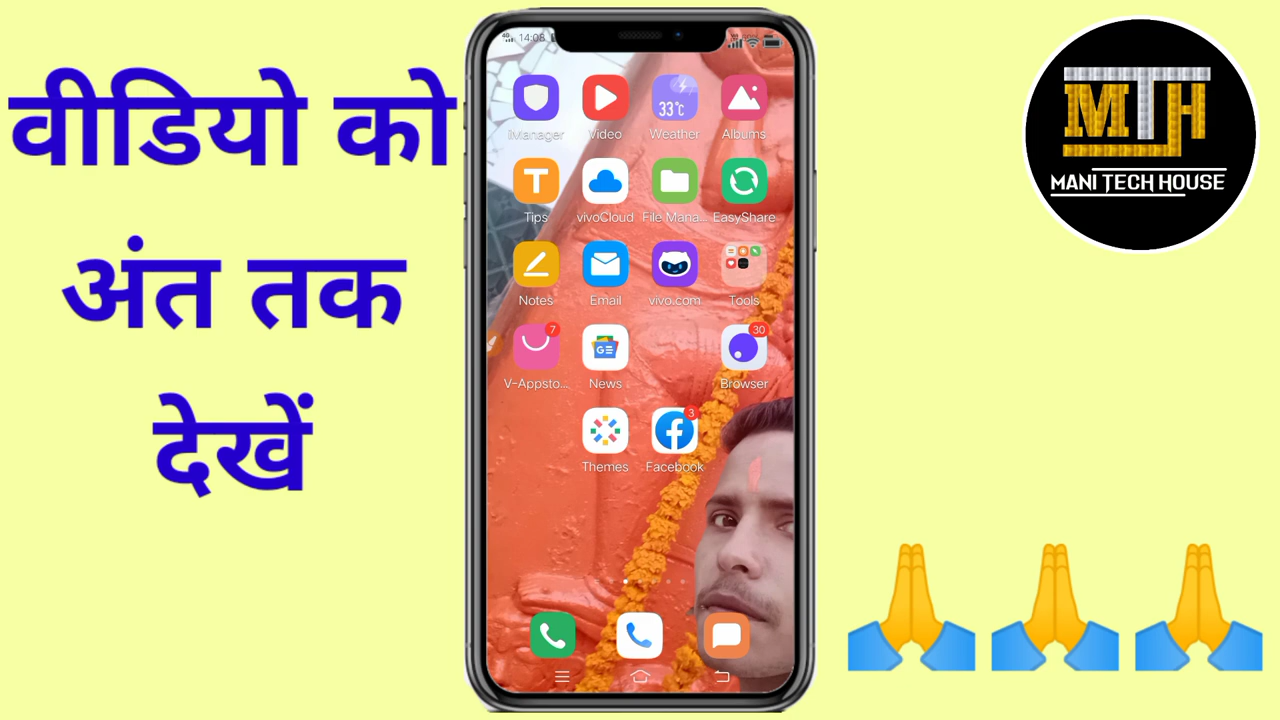 वीडियो को
अंत तक
देखें
14:08
iManager Video Weather Albums
33°C
Tips vivoCloud File Mana... EasyShare
Notes Email vivo.com Tools
7
30
V-Appsto... News Browser
3
Themes Facebook
MTH
MANI TECH HOUSE